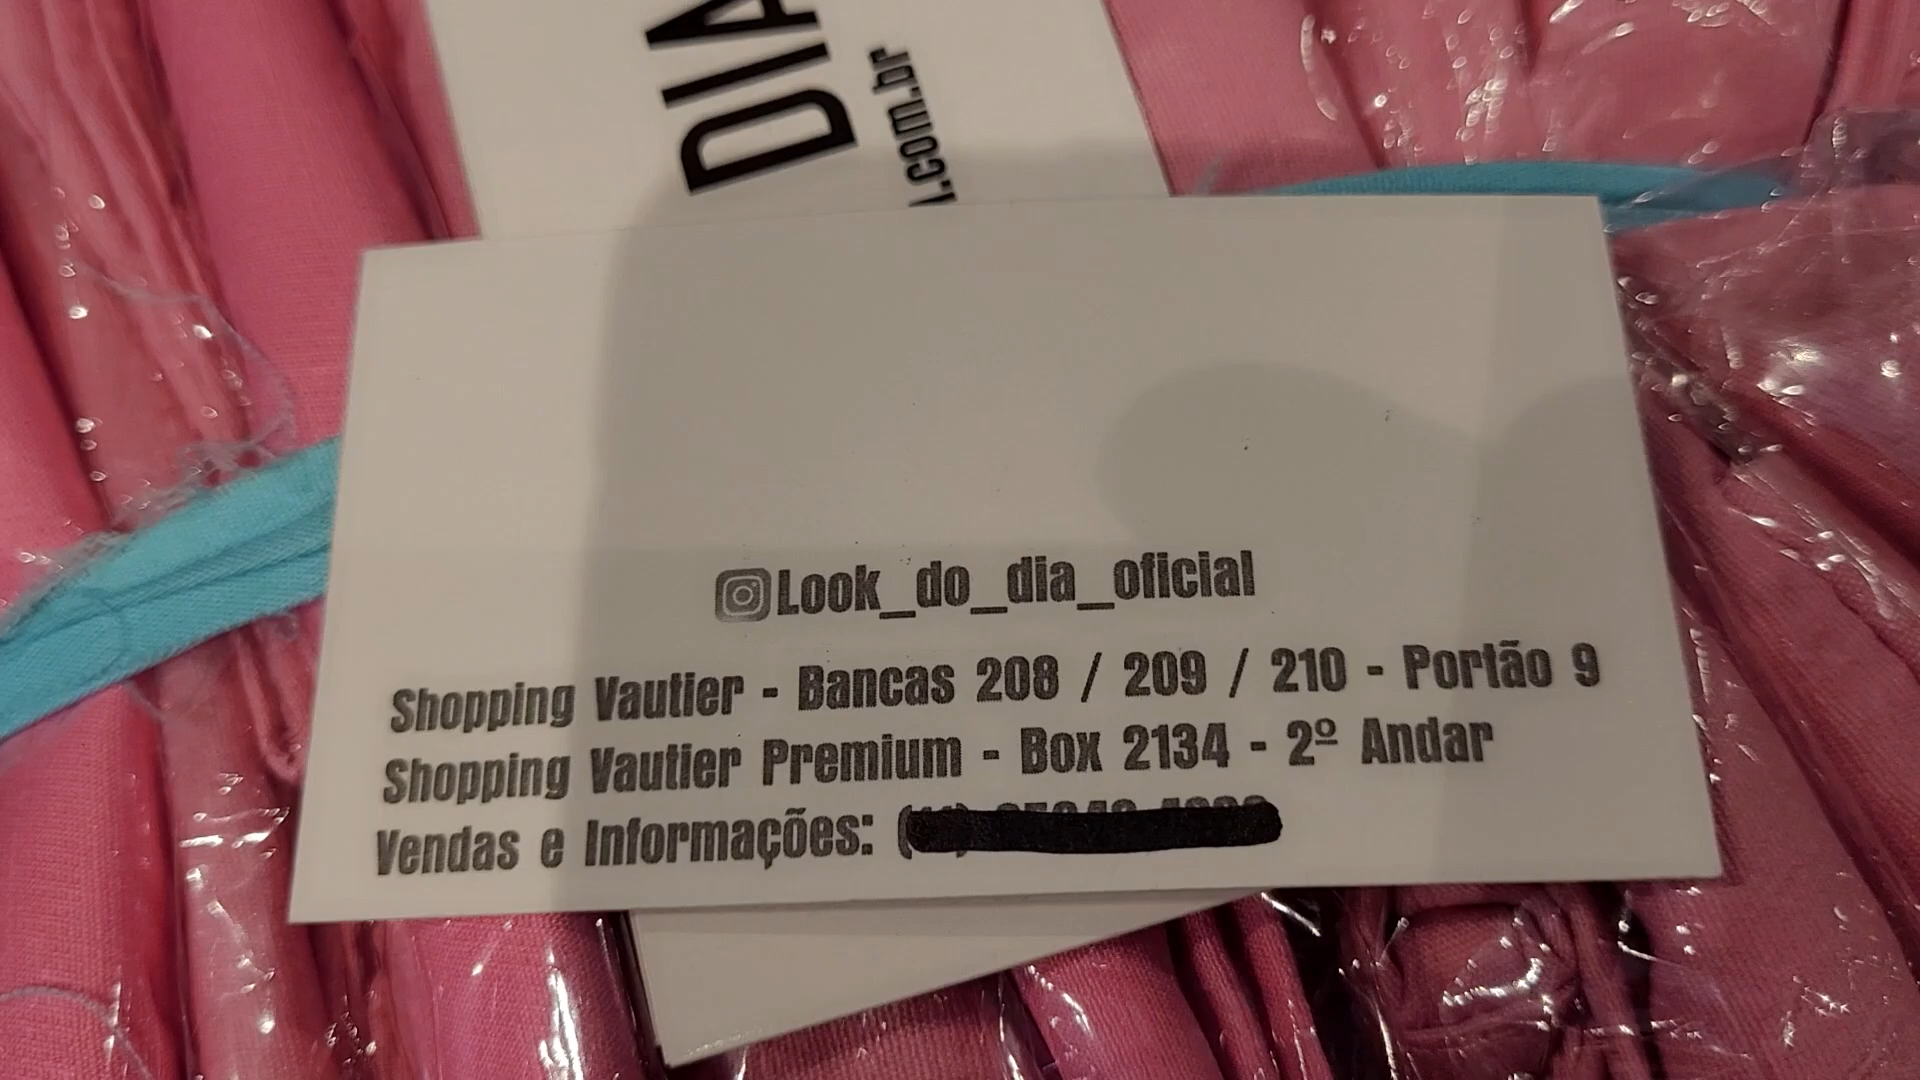 DIA
.com.br
@Look_do_dia_oficial
Shopping Vautier - Bancas 208 / 209 / 210 - Portão 9
Shopping Vautier Premium - Box 2134 - 2º Andar
Vendas e Informações: